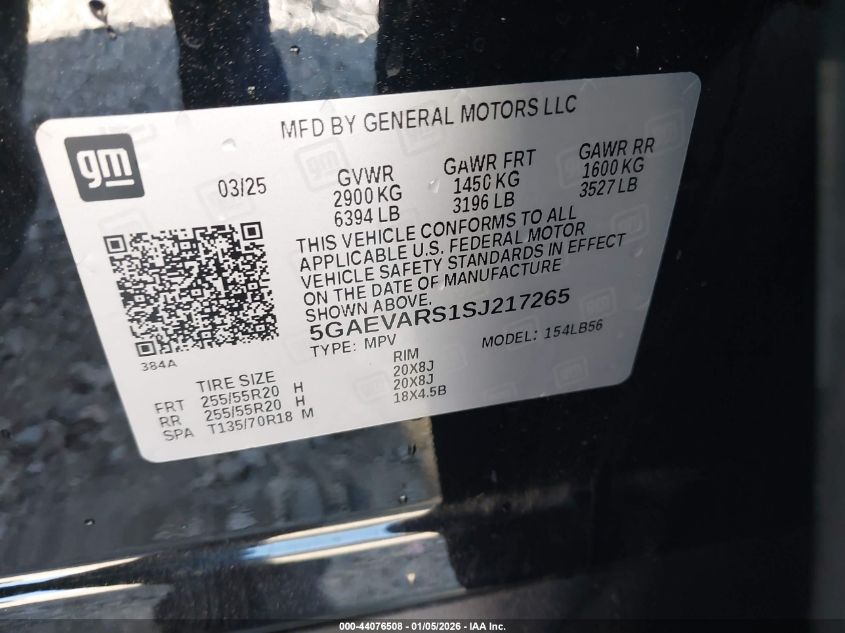 MFD BY GENERAL MOTORS LLC
gm
03/25
GVWR
2900 KG
6394 LB
GAWR FRT
1450 KG
3196 LB
GAWR RR
1600 KG
3527 LB
THIS VEHICLE CONFORMS TO ALL
APPLICABLE U.S. FEDERAL MOTOR
VEHICLE SAFETY STANDARDS IN EFFECT
ON THE DATE OF MANUFACTURE
SHOWN ABOVE.
5GAEVARS1SJ217265
TYPE: MPV
MODEL: 154LB56
384A
TIRE SIZE RIM
FRT 255/55R20 H 20X8J
RR 255/55R20 H 20X8J
SPA T135/70R18 M 18X4.5B
000-44076508 - 01/05/2026 - IAA Inc.